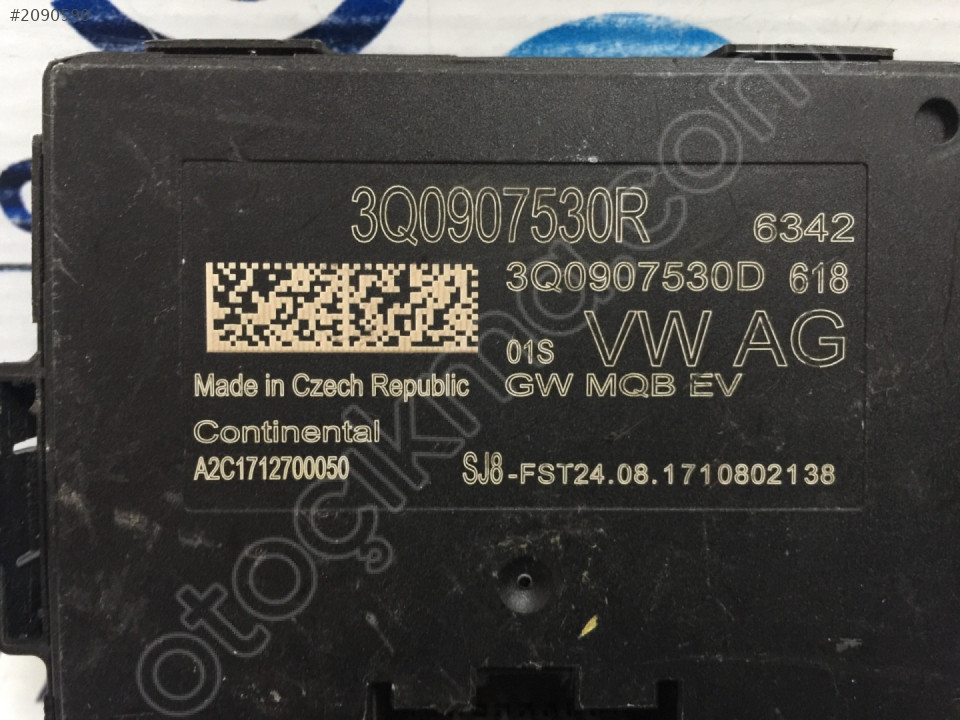 #2090595
3Q0907530R
6342
3Q0907530D 618
01S VW AG
Made in Czech Republic
GW MQB EV
Continental
A2C1712700050
SJ8-FST24.08.1710802138
otoçıkma.com